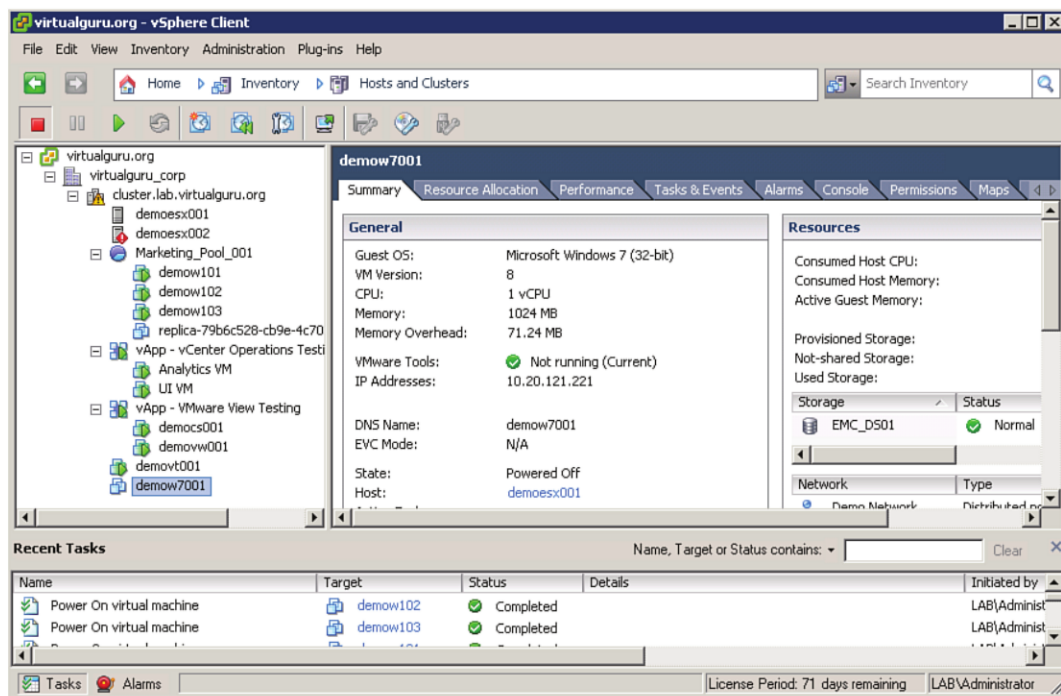 virtualguru.org - vSphere Client
File Edit View Inventory Administration Plug-ins Help
Home Inventory Hosts and Clusters Search Inventory
virtualguru.org
virtualguru_corp
cluster.lab.virtualguru.org
demoesx001
demoesx002
Marketing_Pool_001
demow101
demow102
demow103
replica-79b6c528-cb9e-4c70
vApp - vCenter Operations Testi
Analytics VM
UI VM
vApp - VMware View Testing
democs001
demovw001
demovt001
demow7001
demow7001
Summary Resource Allocation Performance Tasks & Events Alarms Console Permissions Maps
General
Guest OS: Microsoft Windows 7 (32-bit)
VM Version: 8
CPU: 1 vCPU
Memory: 1024 MB
Memory Overhead: 71.24 MB
VMware Tools: Not running (Current)
IP Addresses: 10.20.121.221
DNS Name: demow7001
EVC Mode: N/A
State: Powered Off
Host: demoesx001
Resources
Consumed Host CPU:
Consumed Host Memory:
Active Guest Memory:
Provisioned Storage:
Not-shared Storage:
Used Storage:
Storage Status
EMC_DS01 Normal
Network Type
Demo Network Distributed po
Recent Tasks Name, Target or Status contains: Clear
Name Target Status Details Initiated by
Power On virtual machine demow102 Completed LAB\Administ
Power On virtual machine demow103 Completed LAB\Administ
Tasks Alarms License Period: 71 days remaining LAB\Administrator